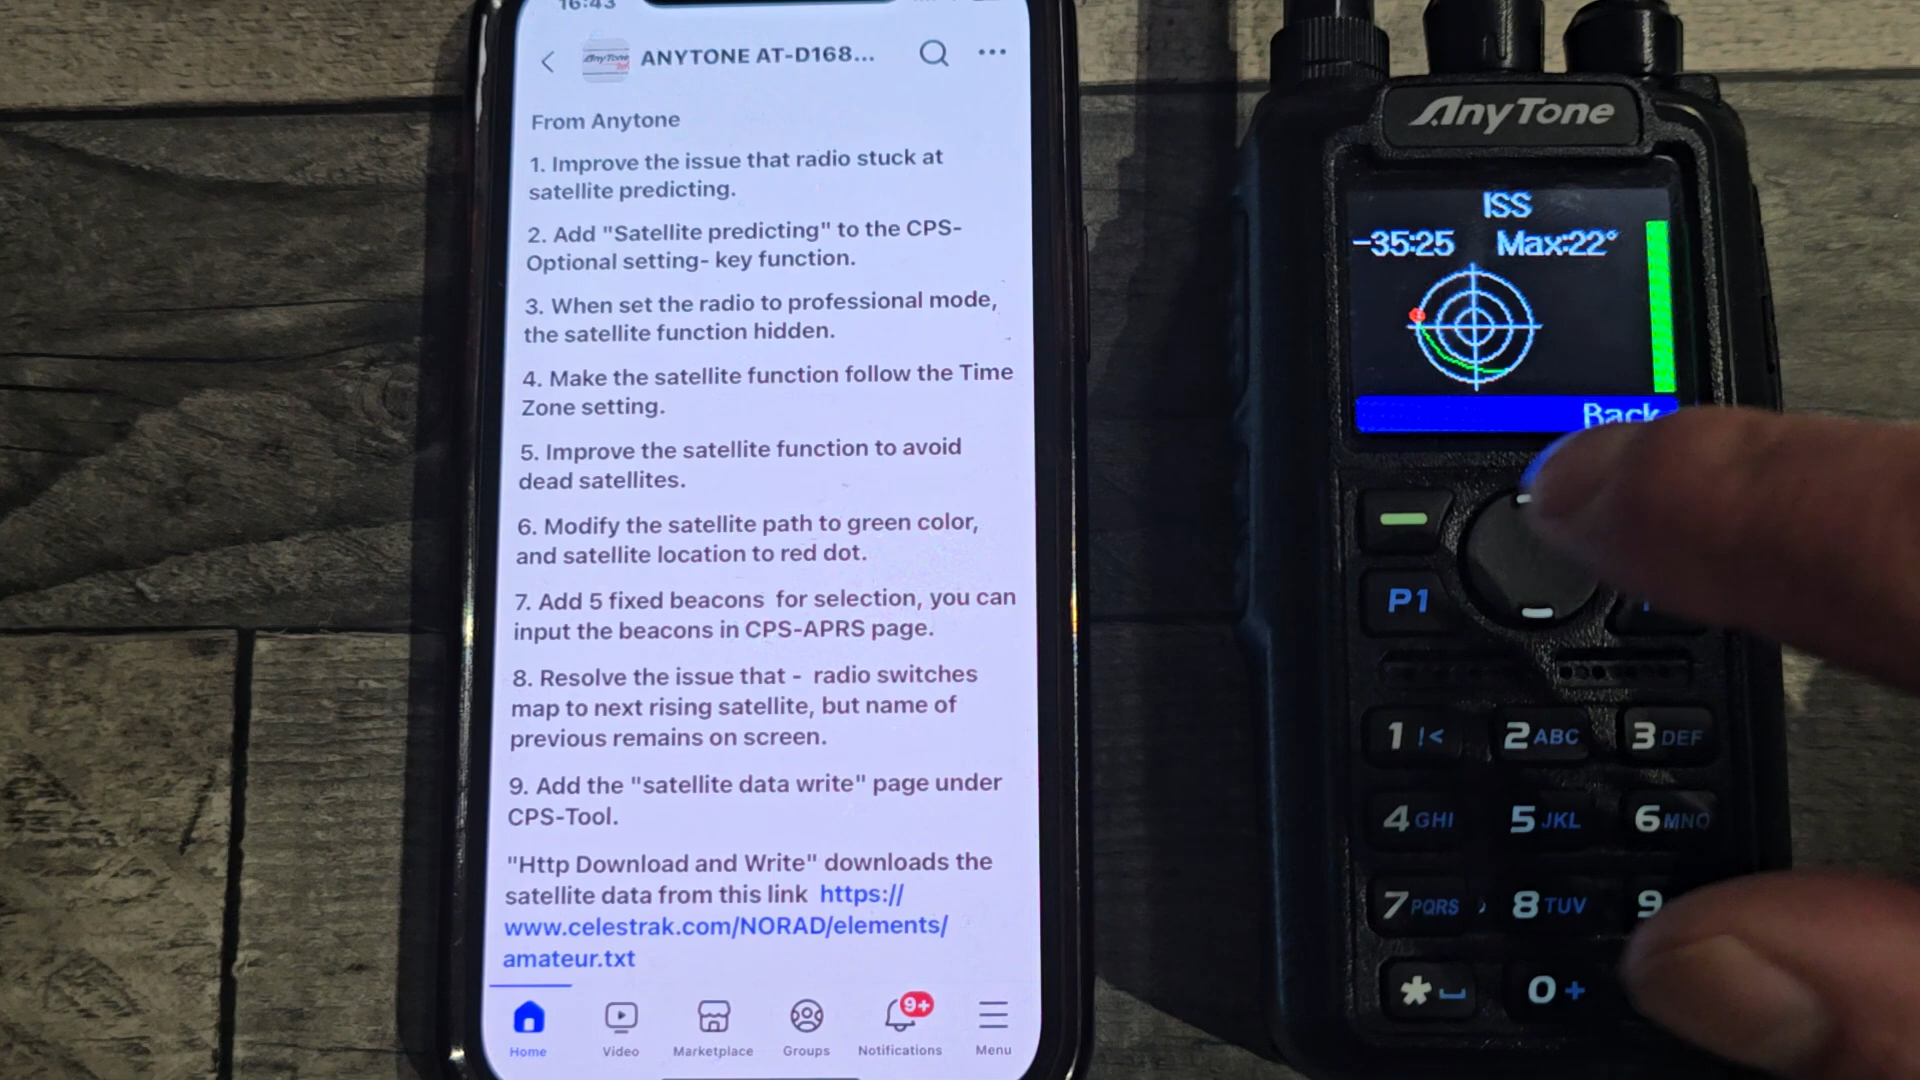 16:43
ANYTONE AT-D168...
From Anytone
1. Improve the issue that radio stuck at
satellite predicting.
2. Add "Satellite predicting" to the CPS-
Optional setting- key function.
3. When set the radio to professional mode,
the satellite function hidden.
4. Make the satellite function follow the Time
Zone setting.
5. Improve the satellite function to avoid
dead satellites.
6. Modify the satellite path to green color,
and satellite location to red dot.
7. Add 5 fixed beacons  for selection, you can
input the beacons in CPS-APRS page.
8. Resolve the issue that -  radio switches
map to next rising satellite, but name of
previous remains on screen.
9. Add the "satellite data write" page under
CPS-Tool.
"Http Download and Write" downloads the
satellite data from this link  https://
www.celestrak.com/NORAD/elements/
amateur.txt
9+
Home Video Marketplace Groups Notifications Menu
AnyTone
ISS
-35:25 Max:22°
Back
P1
1 !< 2 ABC 3 DEF
4 GHI 5 JKL 6 MNO
7 PQRS 8 TUV 9
* 0 +